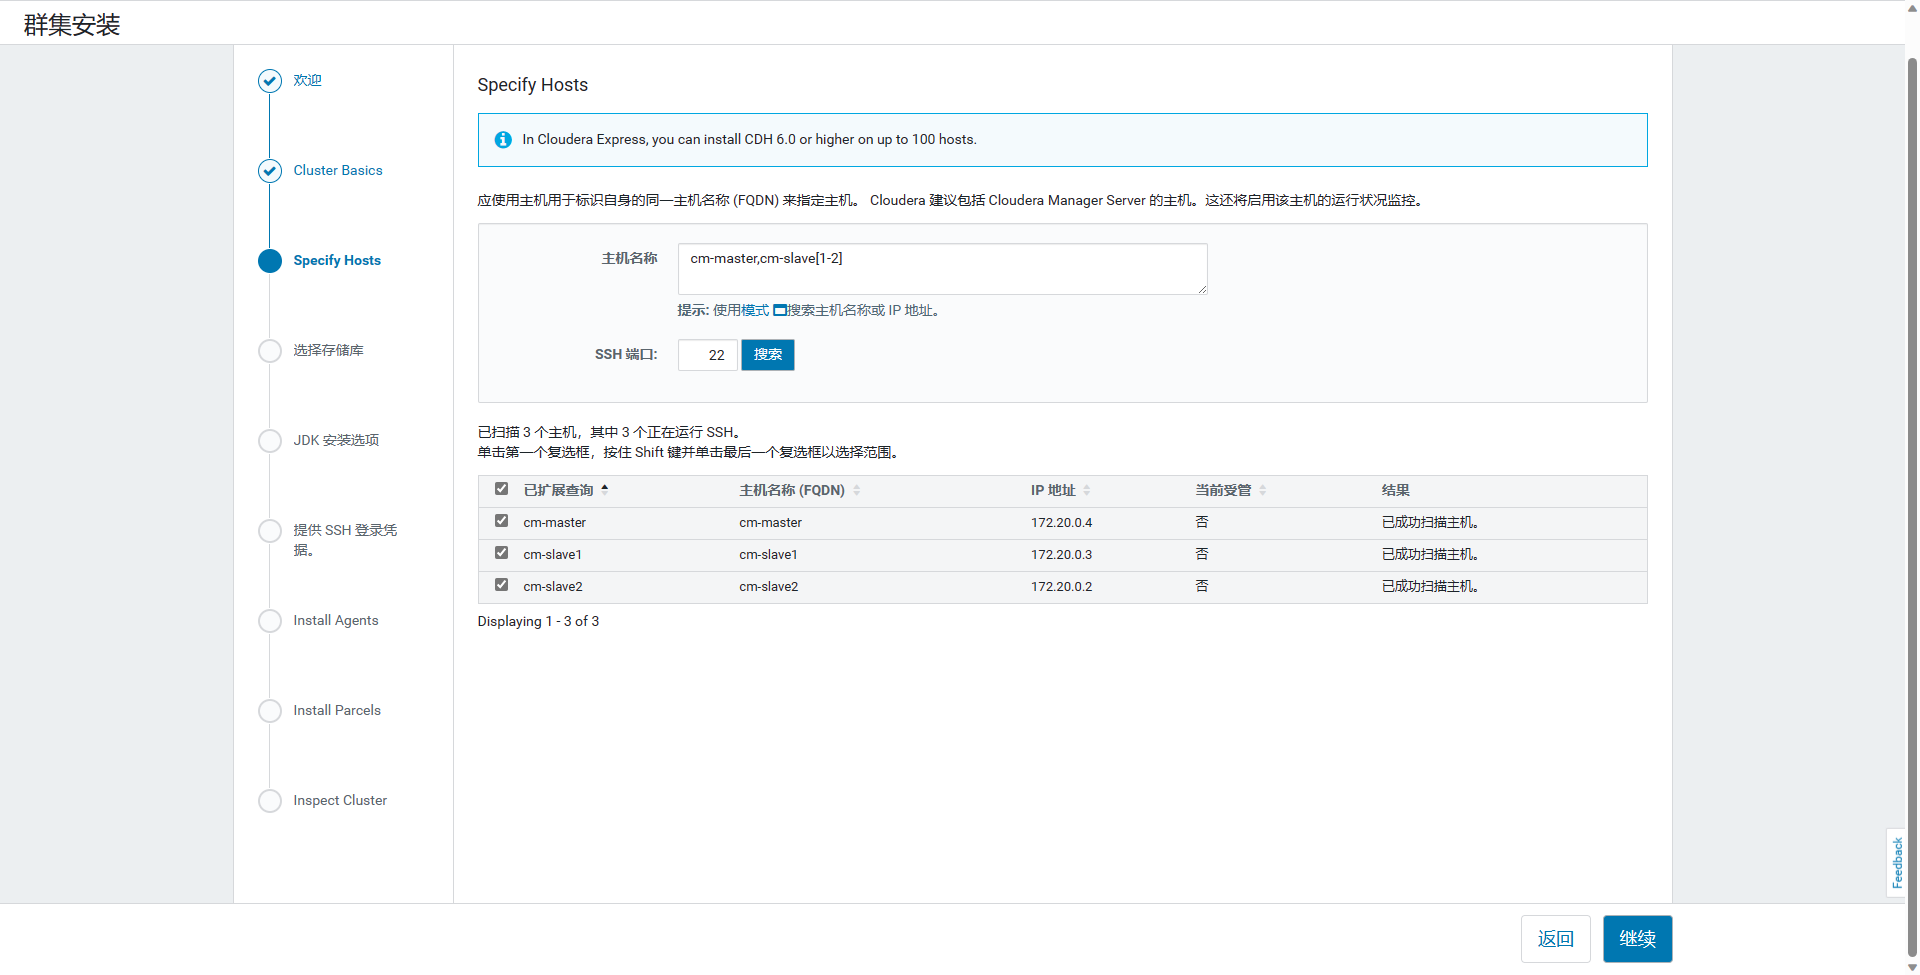 群集安装
欢迎
Cluster Basics
Specify Hosts
选择存储库
JDK 安装选项
提供 SSH 登录凭
据。
Install Agents
Install Parcels
Inspect Cluster
Specify Hosts
In Cloudera Express, you can install CDH 6.0 or higher on up to 100 hosts.
应使用主机用于标识自身的同一主机名称 (FQDN) 来指定主机。 Cloudera 建议包括 Cloudera Manager Server 的主机。这还将启用该主机的运行状况监控。
主机名称 cm-master,cm-slave[1-2]
提示: 使用模式 搜索主机名称或 IP 地址。
SSH 端口: 22 搜索
已扫描 3 个主机，其中 3 个正在运行 SSH。
单击第一个复选框，按住 Shift 键并单击最后一个复选框以选择范围。
已扩展查询 主机名称 (FQDN) IP 地址 当前受管 结果
cm-master cm-master 172.20.0.4 否 已成功扫描主机。
cm-slave1 cm-slave1 172.20.0.3 否 已成功扫描主机。
cm-slave2 cm-slave2 172.20.0.2 否 已成功扫描主机。
Displaying 1 - 3 of 3
Feedback
返回 继续